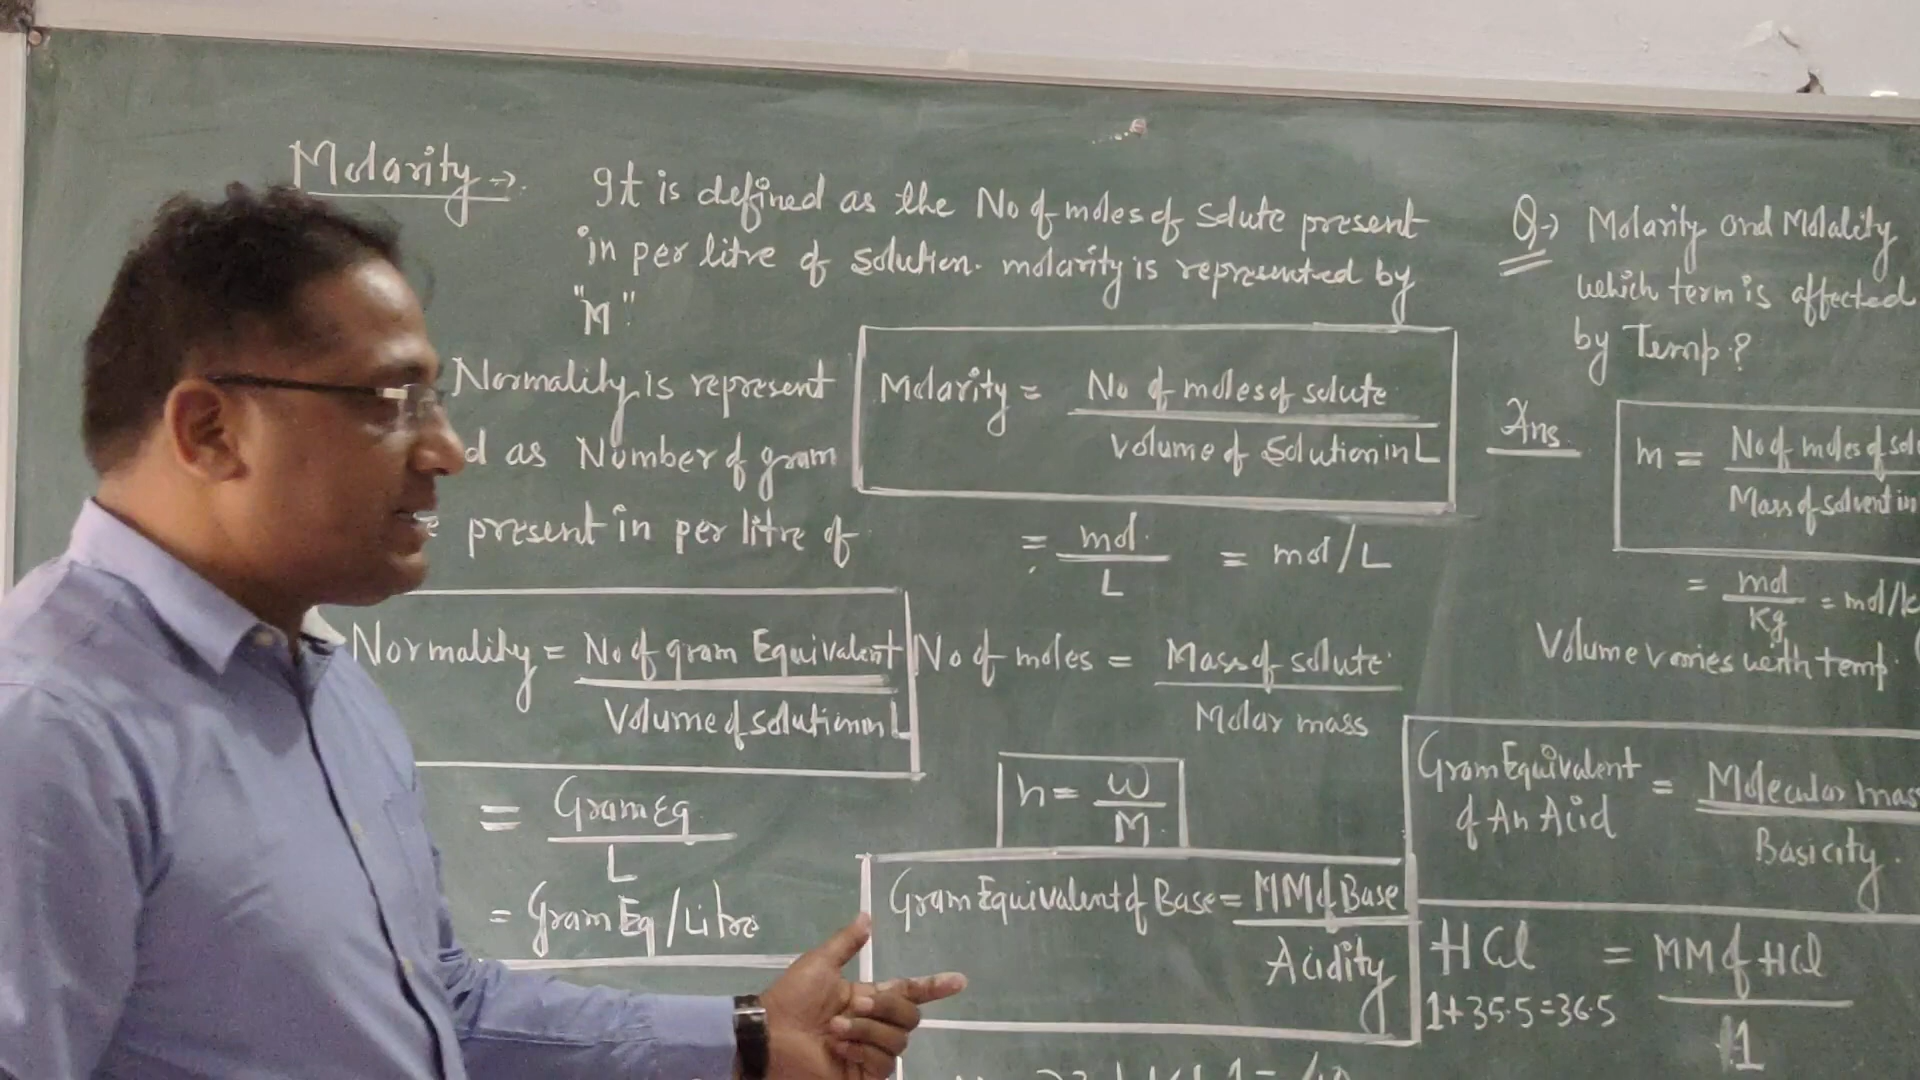 Molarity →
It is defined as the No of moles of solute present
in per litre of solution. molarity is represented by
"M"
Normality is represent
d as Number of gram
e present in per litre of
Normality = No of gram Equivalent
Volume of solution in L
= Gram Eq
L
= Gram Eq /Litre
Molarity = No of moles of solute
Volume of Solution in L
= mol
L
= mol/L
No of moles = Mass of solute
Molar mass
n = w
M
Gram Equivalent of Base = MM of Base
Acidity
Q→ Molarity and Molality
which term is affected
by Temp.?
Ans.
m = No of moles of sol
Mass of solvent in
= mol
Kg
= mol/k
Volume varies with temp.
Gram Equivalent
of An Acid
= Molecular mass
Basicity.
HCl = MM of HCl
1
1+35.5=36.5